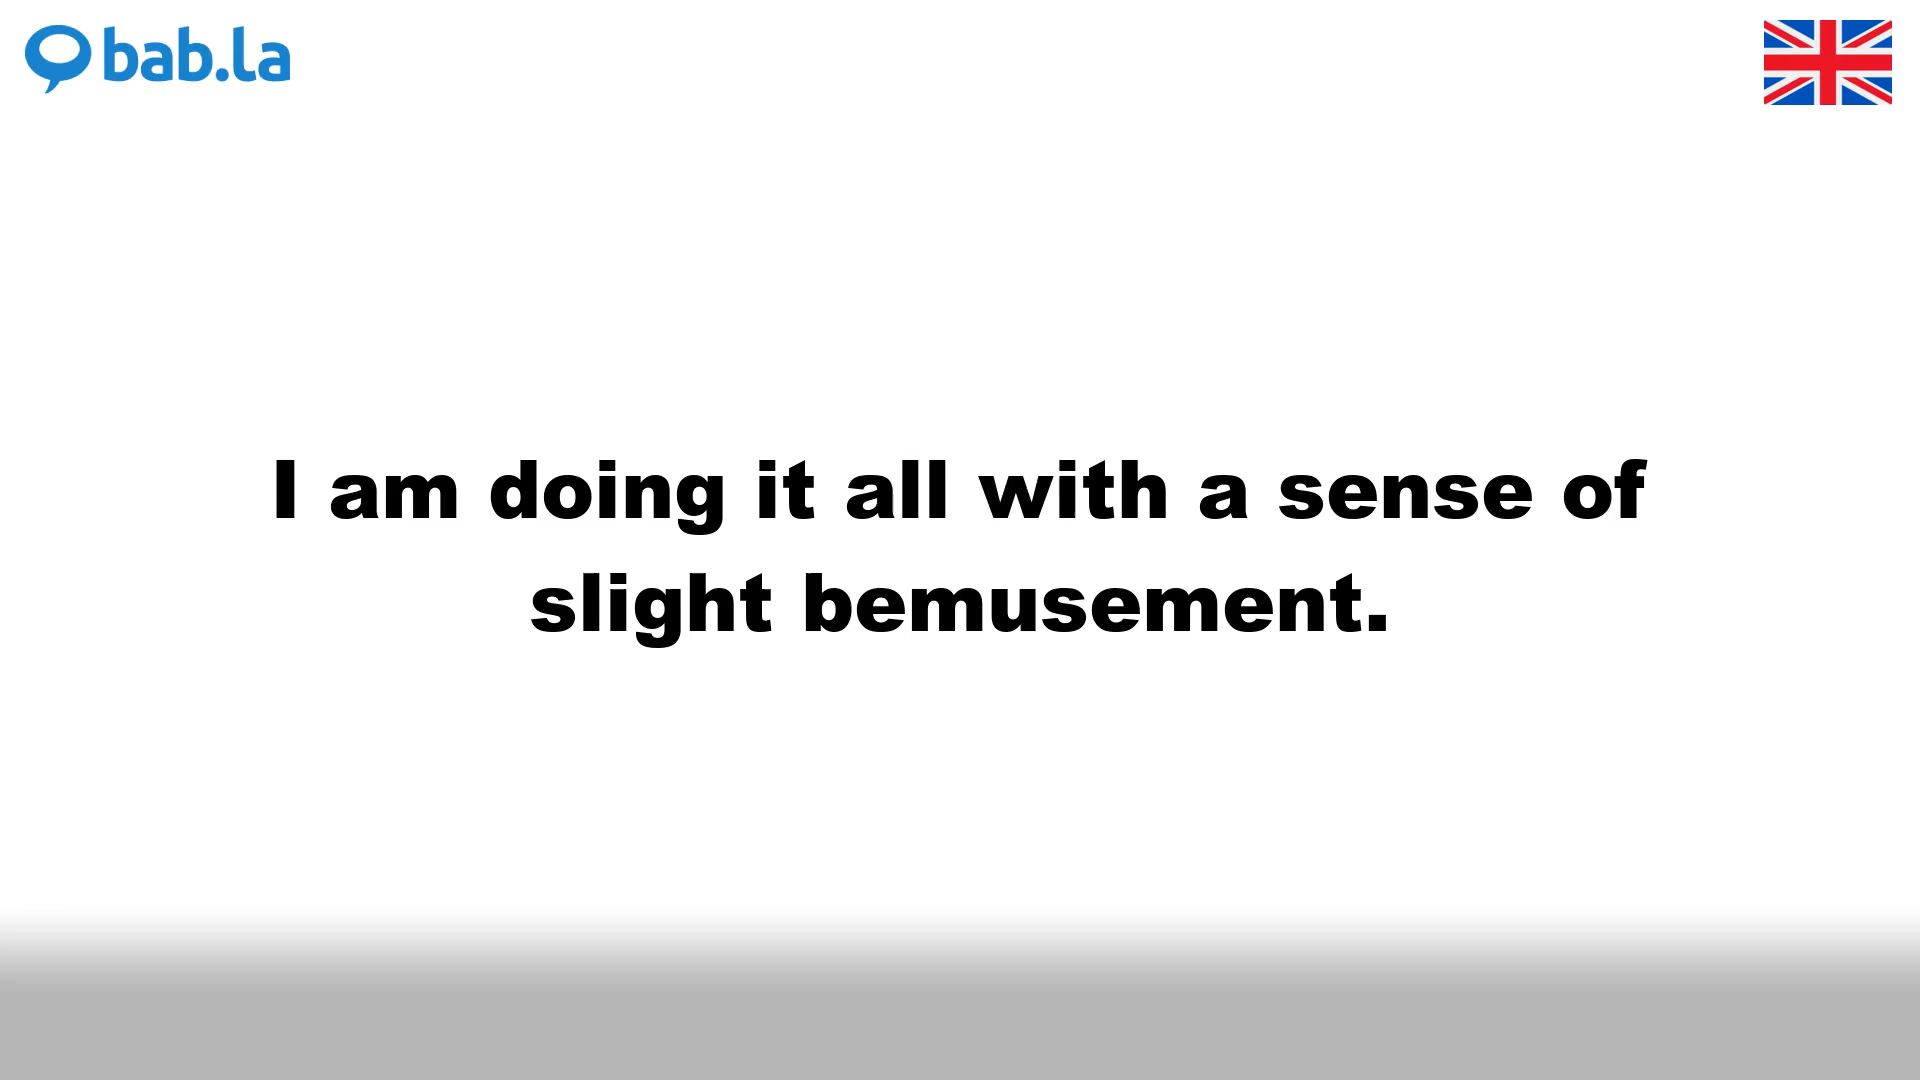 bab.la
I am doing it all with a sense of
slight bemusement.